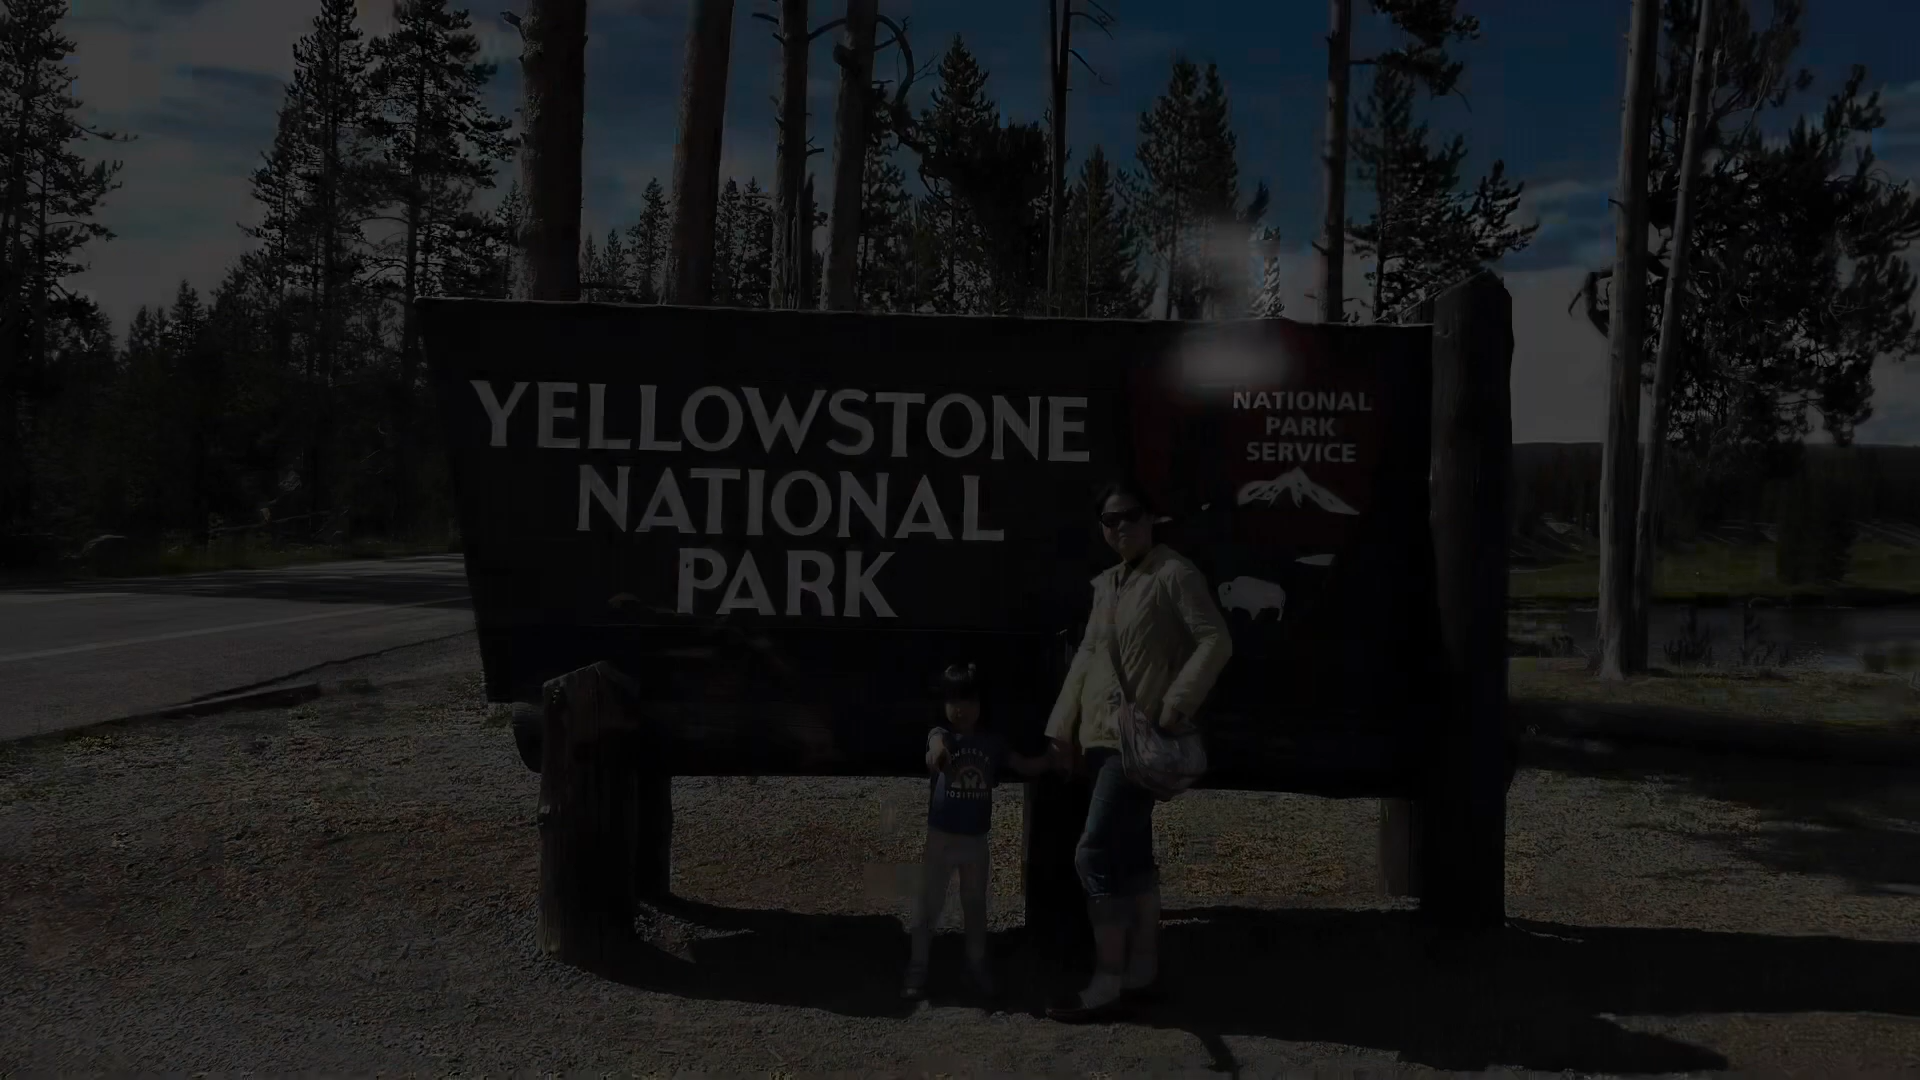 YELLOWSTONE
NATIONAL
PARK
NATIONAL
PARK
SERVICE